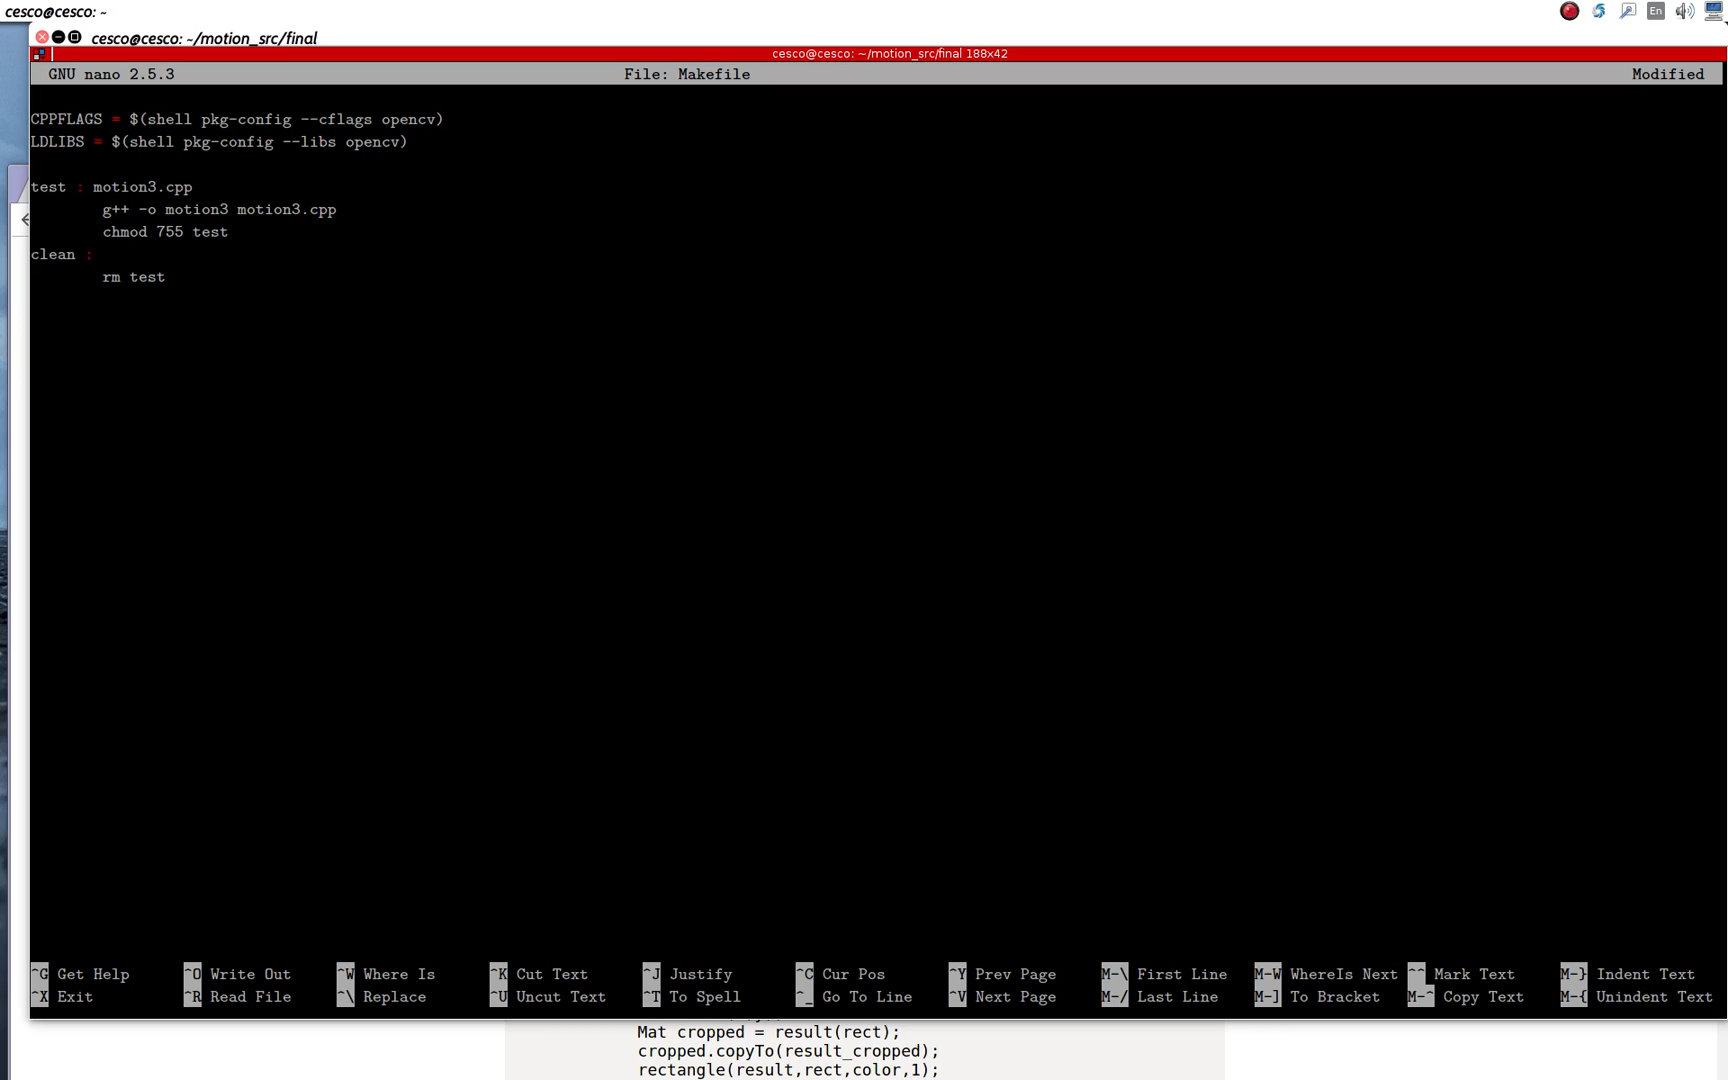 cesco@cesco: ~
En
cesco@cesco: ~/motion_src/final
cesco@cesco: ~/motion_src/final 188x42
GNU nano 2.5.3 File: Makefile Modified
CPPFLAGS = $(shell pkg-config --cflags opencv)
LDLIBS = $(shell pkg-config --libs opencv)
test : motion3.cpp
g++ -o motion3 motion3.cpp
chmod 755 test
clean :
rm test
^G Get Help ^O Write Out ^W Where Is ^K Cut Text ^J Justify ^C Cur Pos ^Y Prev Page M-\ First Line M-W WhereIs Next ^^ Mark Text M-} Indent Text
^X Exit ^R Read File ^\ Replace ^U Uncut Text ^T To Spell ^_ Go To Line ^V Next Page M-/ Last Line M-] To Bracket M-^ Copy Text M-{ Unindent Text
Mat cropped = result(rect);
cropped.copyTo(result_cropped);
rectangle(result,rect,color,1);